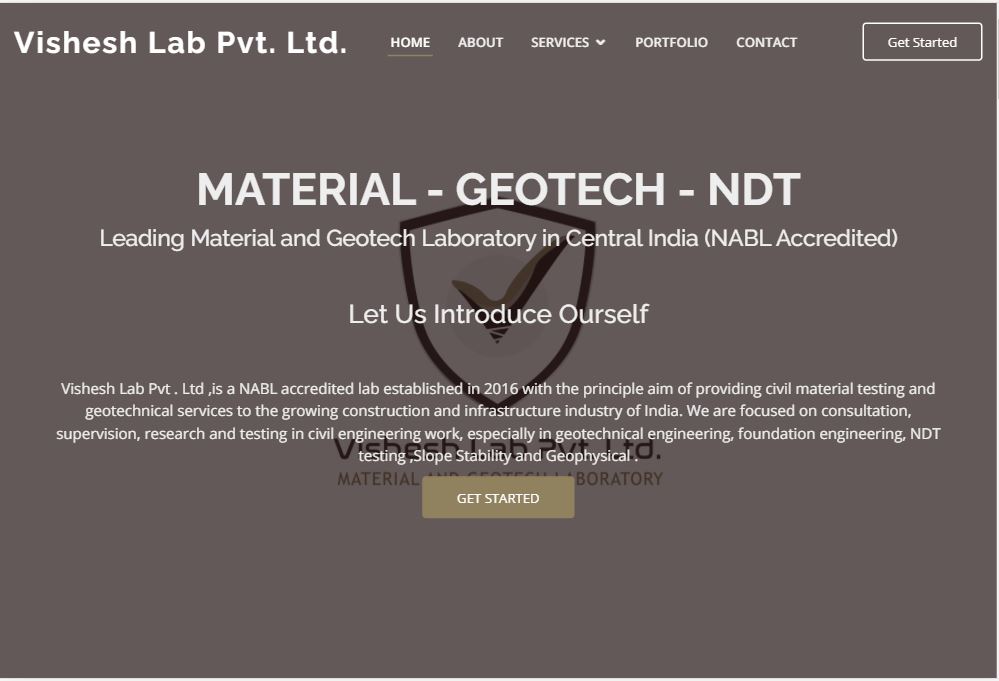 Vishesh Lab Pvt. Ltd.
HOME
ABOUT
SERVICES
PORTFOLIO
CONTACT
Get Started
MATERIAL - GEOTECH - NDT
Leading Material and Geotech Laboratory in Central India (NABL Accredited)
Let Us Introduce Ourself
Vishesh Lab Pvt . Ltd ,is a NABL accredited lab established in 2016 with the principle aim of providing civil material testing and
geotechnical services to the growing construction and infrastructure industry of India. We are focused on consultation,
supervision, research and testing in civil engineering work, especially in geotechnical engineering, foundation engineering, NDT
Vishesh Lab Pvt. Ltd.
testing ,Slope Stability and Geophysical .
MATERIAL AND GEOTECH LABORATORY
GET STARTED